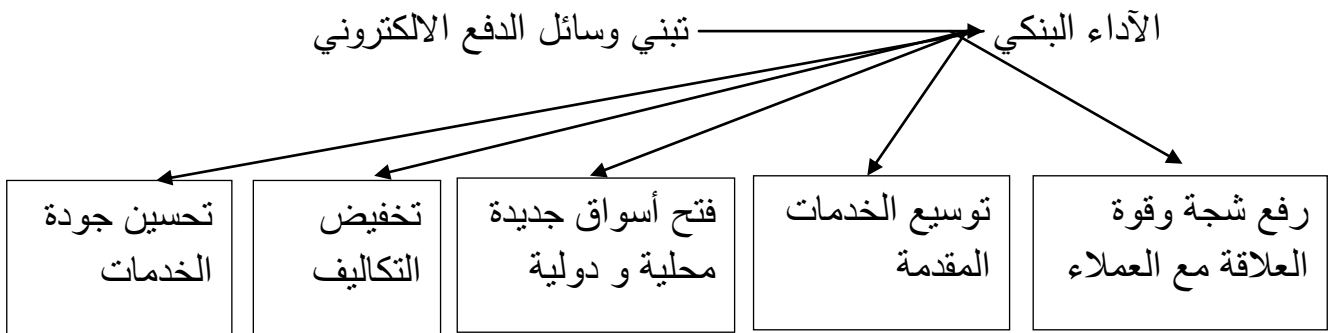 الآداء البنكي
تبني وسائل الدفع الالكتروني
رفع شجة وقوة
العلاقة مع العملاء
توسيع الخدمات
المقدمة
فتح أسواق جديدة
محلية و دولية
تخفيض
التكاليف
تحسين جودة
الخدمات